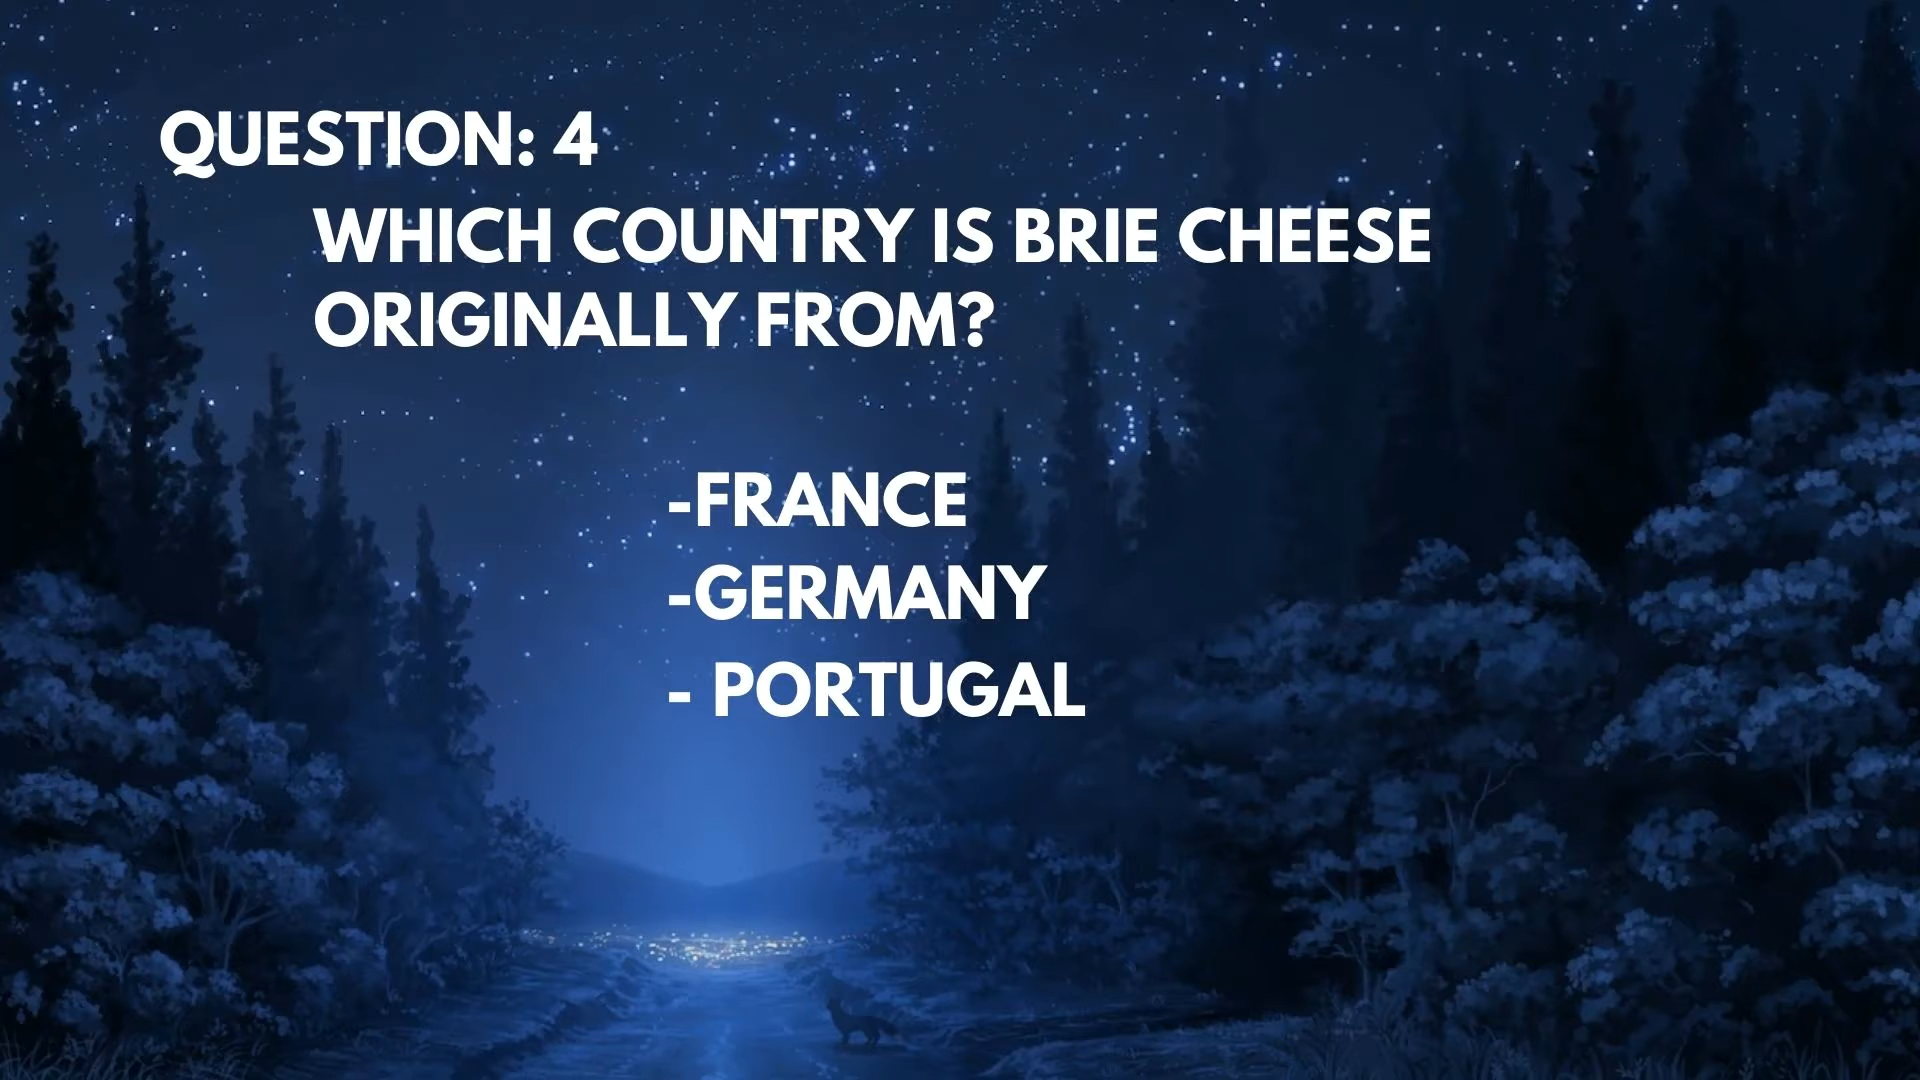 QUESTION: 4
WHICH COUNTRY IS BRIE CHEESE
ORIGINALLY FROM?
-FRANCE
-GERMANY
- PORTUGAL